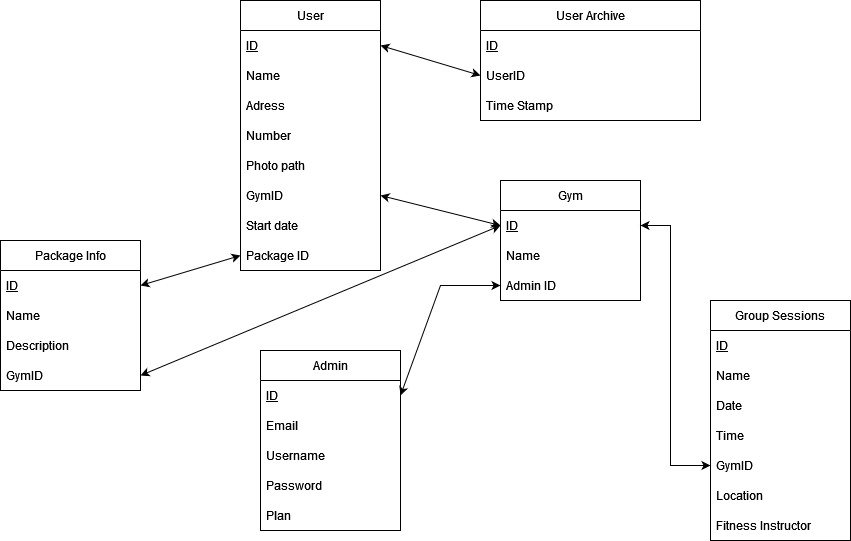 User
ID
Name
Adress
Number
Photo path
GymID
Start date
Package ID
User Archive
ID
UserID
Time Stamp
Gym
ID
Name
Admin ID
Package Info
ID
Name
Description
GymID
Admin
ID
Email
Username
Password
Plan
Group Sessions
ID
Name
Date
Time
GymID
Location
Fitness Instructor